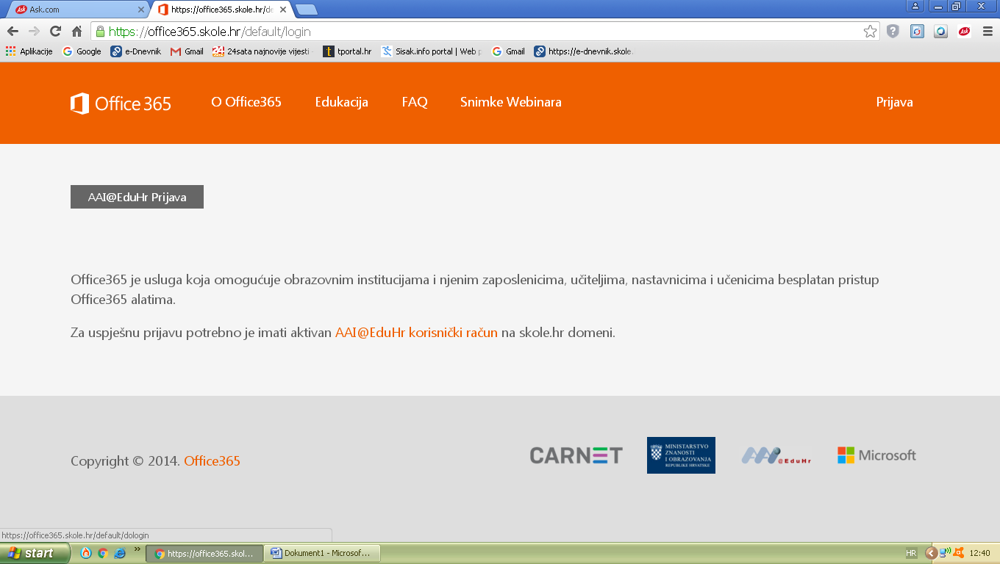 Ask.com
https://office365.skole.hr/de
https://office365.skole.hr/default/login
Aplikacije
Google
e-Dnevnik
Gmail
24sata najnovije vijesti
tportal.hr
Sisak.info portal | Web p
Gmail
https://e-dnevnik.skole.
Office 365
O Office365
Edukacija
FAQ
Snimke Webinara
Prijava
AAI@EduHr Prijava
Office365 je usluga koja omogućuje obrazovnim institucijama i njenim zaposlenicima, učiteljima, nastavnicima i učenicima besplatan pristup
Office365 alatima.
Za uspješnu prijavu potrebno je imati aktivan AAI@EduHr korisnički račun na skole.hr domeni.
Copyright © 2014. Office365
CARNET
MINISTARSTVO
ZNANOSTI
I OBRAZOVANJA
REPUBLIKE HRVATSKE
AAI
@EduHr
Microsoft
https://office365.skole.hr/default/dologin
start
https://office365.skol...
Dokument1 - Microsof...
HR
12:40